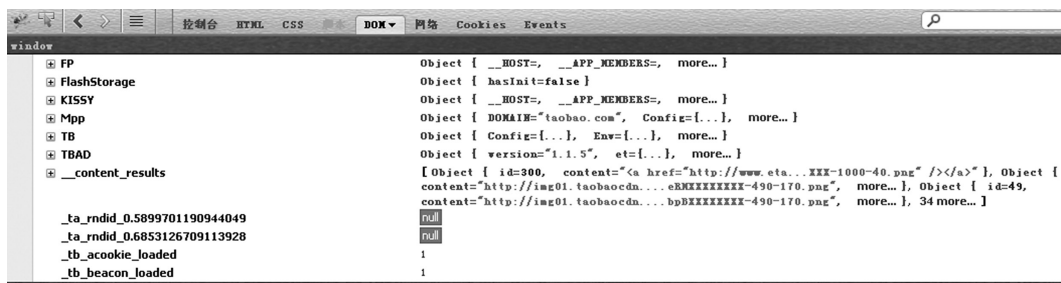 控制台 HTML CSS DOM 网络 Cookies Events
window
FP Object { __HOST=, __APP_MEMBERS=, more... }
FlashStorage Object { hasInit=false }
KISSY Object { __HOST=, __APP_MEMBERS=, more... }
Mpp Object { DOMAIN="taobao.com", Config={...}, more... }
TB Object { Config={...}, Env={...}, more... }
TBAD Object { version="1.1.5", et={...}, more... }
__content_results [ Object { id=300, content="<a href="http://www.eta...XXX-1000-40.png" /></a>" }, Object {
content="http://img01.taobaocdn....eRMXXXXXXXX-490-170.png", more... }, Object { id=49,
content="http://img01.taobaocdn....bpBXXXXXXXX-490-170.png", more... }, 34 more... ]
_ta_rndid_0.5899701190944049 null
_ta_rndid_0.6853126709113928 null
_tb_acookie_loaded 1
_tb_beacon_loaded 1